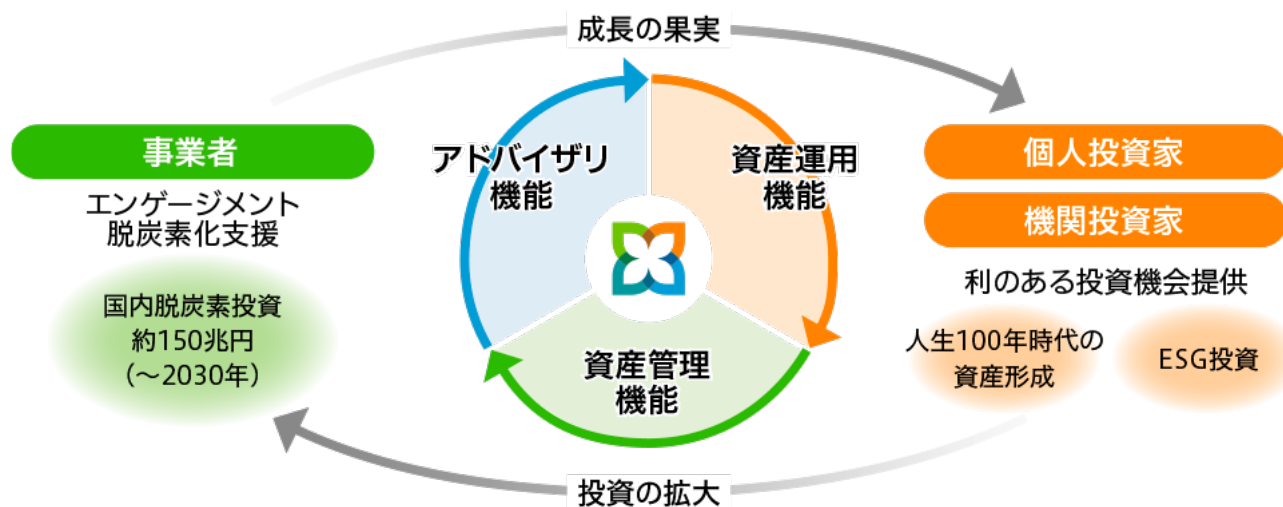 成長の果実
事業者
エンゲージメント
脱炭素化支援
国内脱炭素投資
約150兆円
（～2030年）
アドバイザリ
機能
資産運用
機能
資産管理
機能
個人投資家
機関投資家
利のある投資機会提供
人生100年時代の
資産形成
ESG投資
投資の拡大